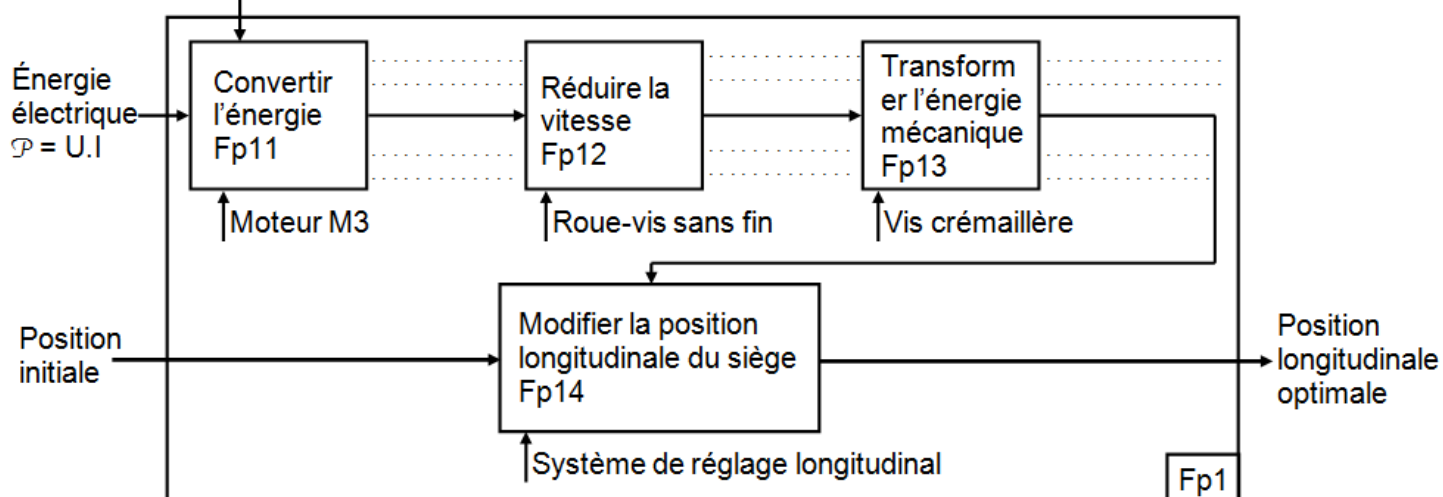 Énergie
électrique
𝒫 = U.I
Convertir
l’énergie
Fp11
Réduire la
vitesse
Fp12
Transform
er l’énergie
mécanique
Fp13
Moteur M3
Roue-vis sans fin
Vis crémaillère
Position
initiale
Modifier la position
longitudinale du siège
Fp14
Position
longitudinale
optimale
Système de réglage longitudinal
Fp1